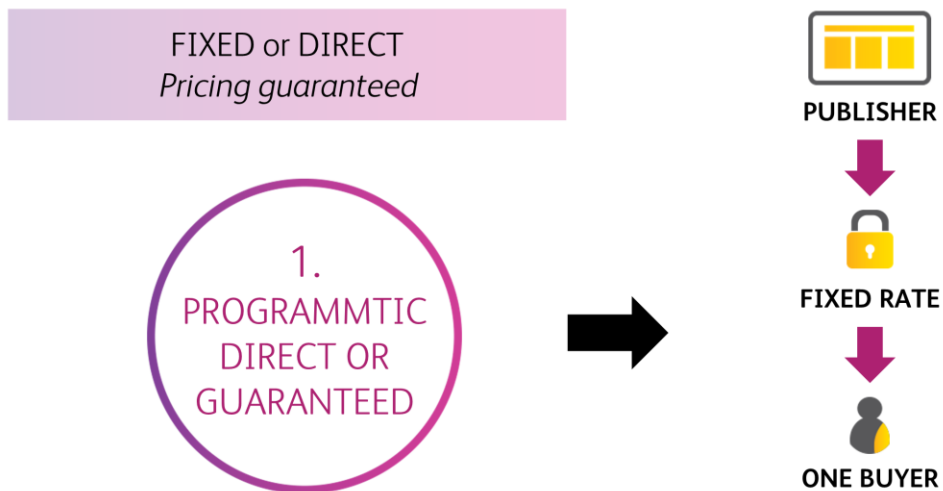 FIXED or DIRECT
Pricing guaranteed
1.
PROGRAMMTIC
DIRECT OR
GUARANTEED
PUBLISHER
FIXED RATE
ONE BUYER